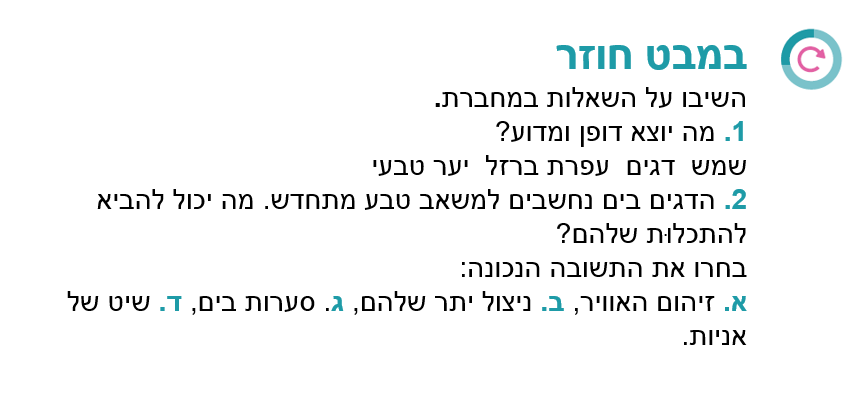 במבט חוזר
השיבו על השאלות במחברת.
1. מה יוצא דופן ומדוע?
שמש  דגים  עפרת ברזל  יער טבעי
2. הדגים בים נחשבים למשאב טבע מתחדש. מה יכול להביא
להתכלוּת שלהם?
בחרו את התשובה הנכונה:
א. זיהום האוויר, ב. ניצול יתר שלהם, ג. סערות בים, ד. שיט של
אניות.